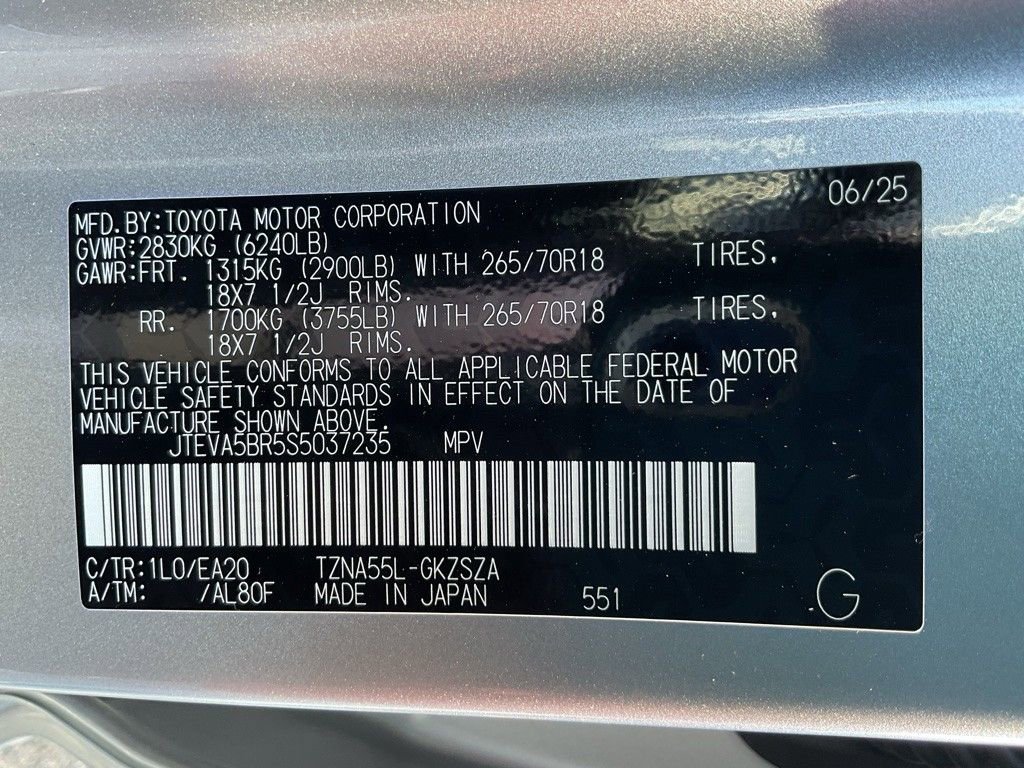 06/25
MFD.BY:TOYOTA MOTOR CORPORATION
GVWR:2830KG (6240LB)
GAWR:FRT. 1315KG (2900LB) WITH 265/70R18 TIRES,
18X7 1/2J RIMS.
RR. 1700KG (3755LB) WITH 265/70R18 TIRES,
18X7 1/2J RIMS.
THIS VEHICLE CONFORMS TO ALL APPLICABLE FEDERAL MOTOR
VEHICLE SAFETY STANDARDS IN EFFECT ON THE DATE OF
MANUFACTURE SHOWN ABOVE.
JTEVA5BR5S5037235 MPV
C/TR:1L0/EA20 TZNA55L-GKZSZA
A/TM: /AL80F MADE IN JAPAN 551 .G